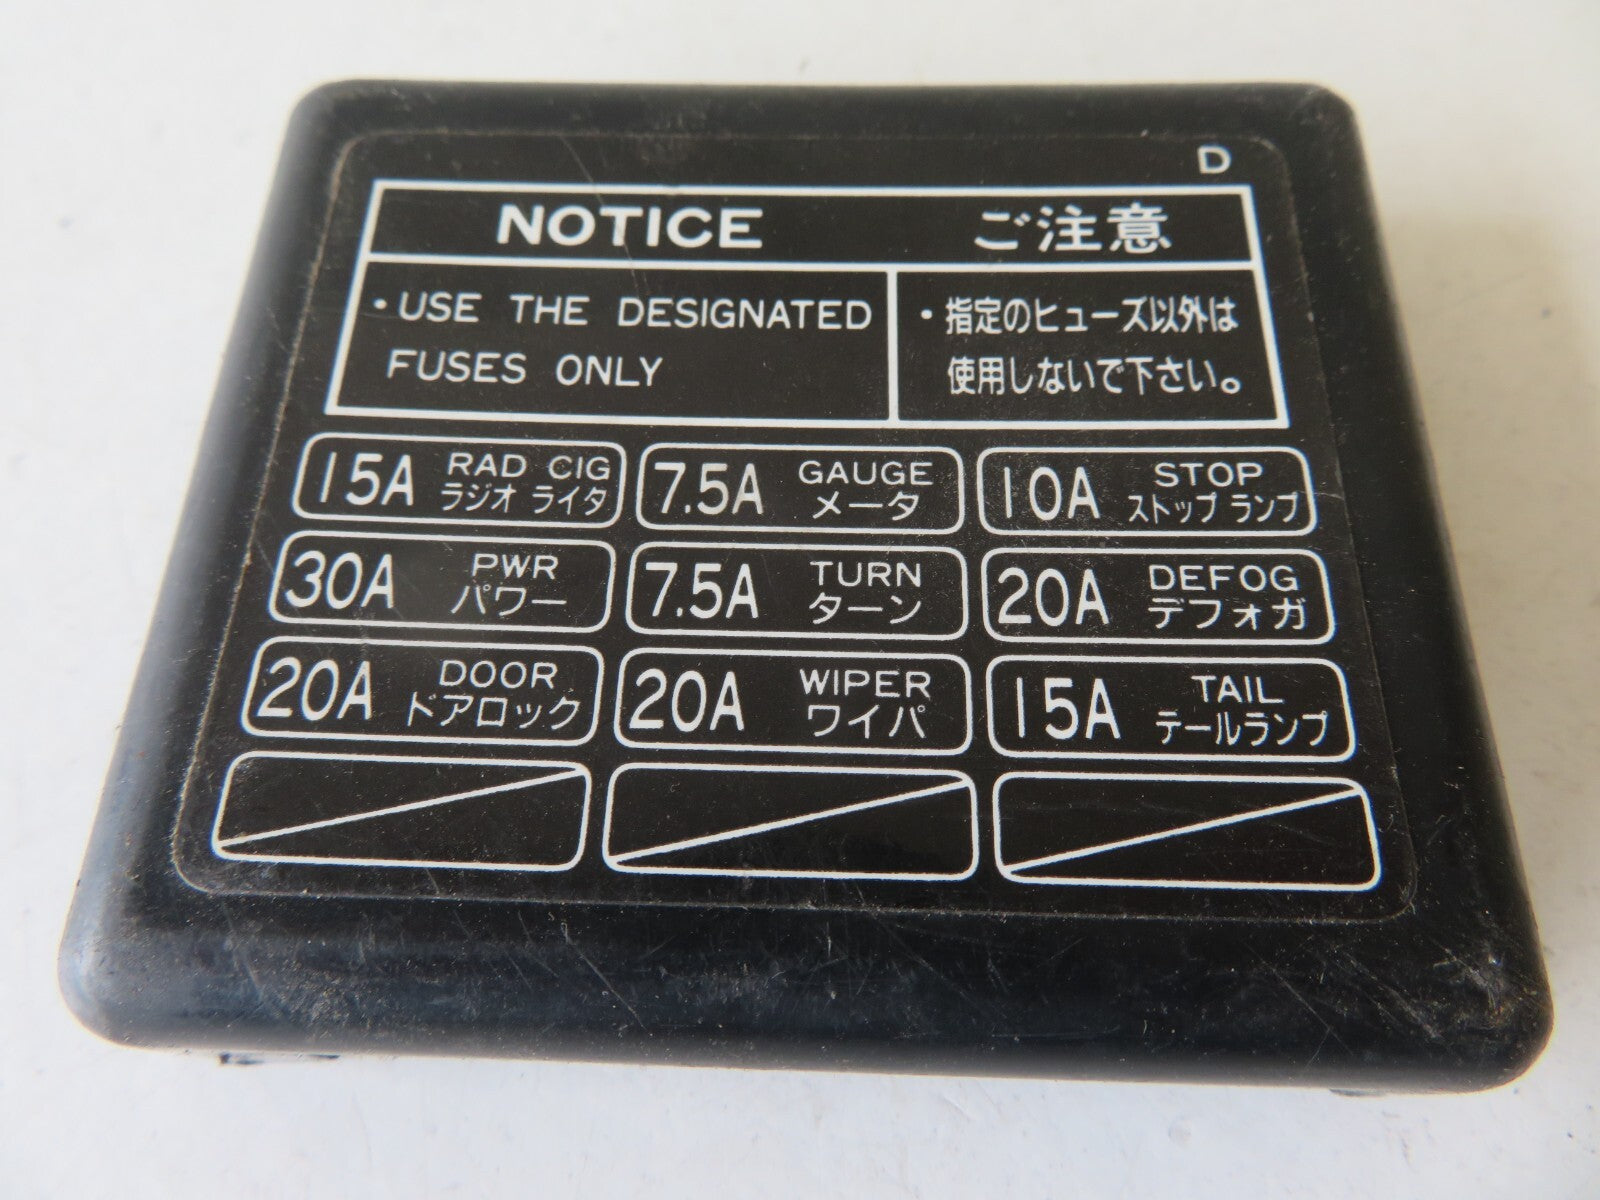 D
NOTICE ご注意
・USE THE DESIGNATED
FUSES ONLY
・指定のヒューズ以外は
使用しないで下さい。
15A RAD CIG
ラジオ ライタ
7.5A GAUGE
メータ
10A STOP
ストップ ランプ
30A PWR
パワー
7.5A TURN
ターン
20A DEFOG
デフォガ
20A DOOR
ドアロック
20A WIPER
ワイパ
15A TAIL
テールランプ